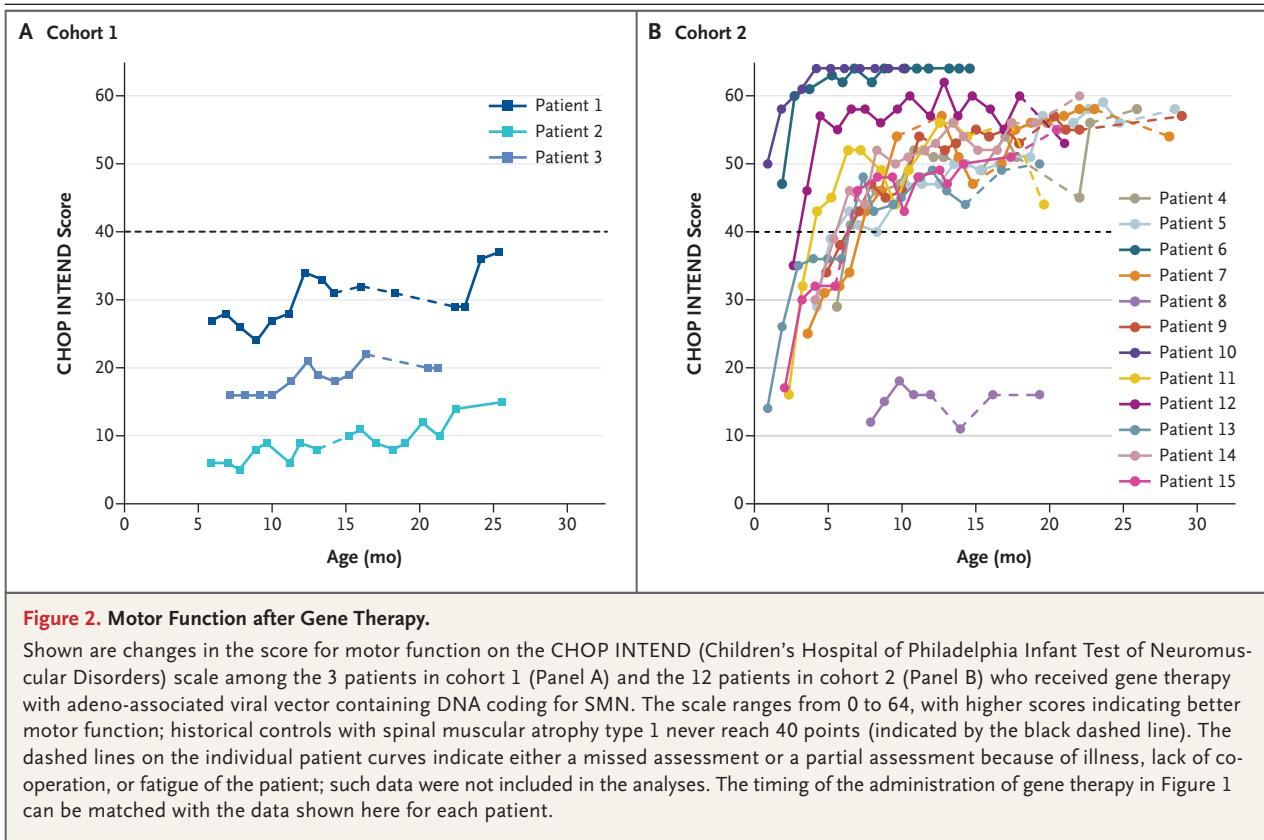 A Cohort 1
CHOP INTEND Score
60
50
40
30
20
10
0
0 5 10 15 20 25 30
Age (mo)
Patient 1
Patient 2
Patient 3
B Cohort 2
CHOP INTEND Score
60
50
40
30
20
10
0
0 5 10 15 20 25 30
Age (mo)
Patient 4
Patient 5
Patient 6
Patient 7
Patient 8
Patient 9
Patient 10
Patient 11
Patient 12
Patient 13
Patient 14
Patient 15
Figure 2. Motor Function after Gene Therapy.
Shown are changes in the score for motor function on the CHOP INTEND (Children's Hospital of Philadelphia Infant Test of Neuromus-
cular Disorders) scale among the 3 patients in cohort 1 (Panel A) and the 12 patients in cohort 2 (Panel B) who received gene therapy
with adeno-associated viral vector containing DNA coding for SMN. The scale ranges from 0 to 64, with higher scores indicating better
motor function; historical controls with spinal muscular atrophy type 1 never reach 40 points (indicated by the black dashed line). The
dashed lines on the individual patient curves indicate either a missed assessment or a partial assessment because of illness, lack of co-
operation, or fatigue of the patient; such data were not included in the analyses. The timing of the administration of gene therapy in Figure 1
can be matched with the data shown here for each patient.